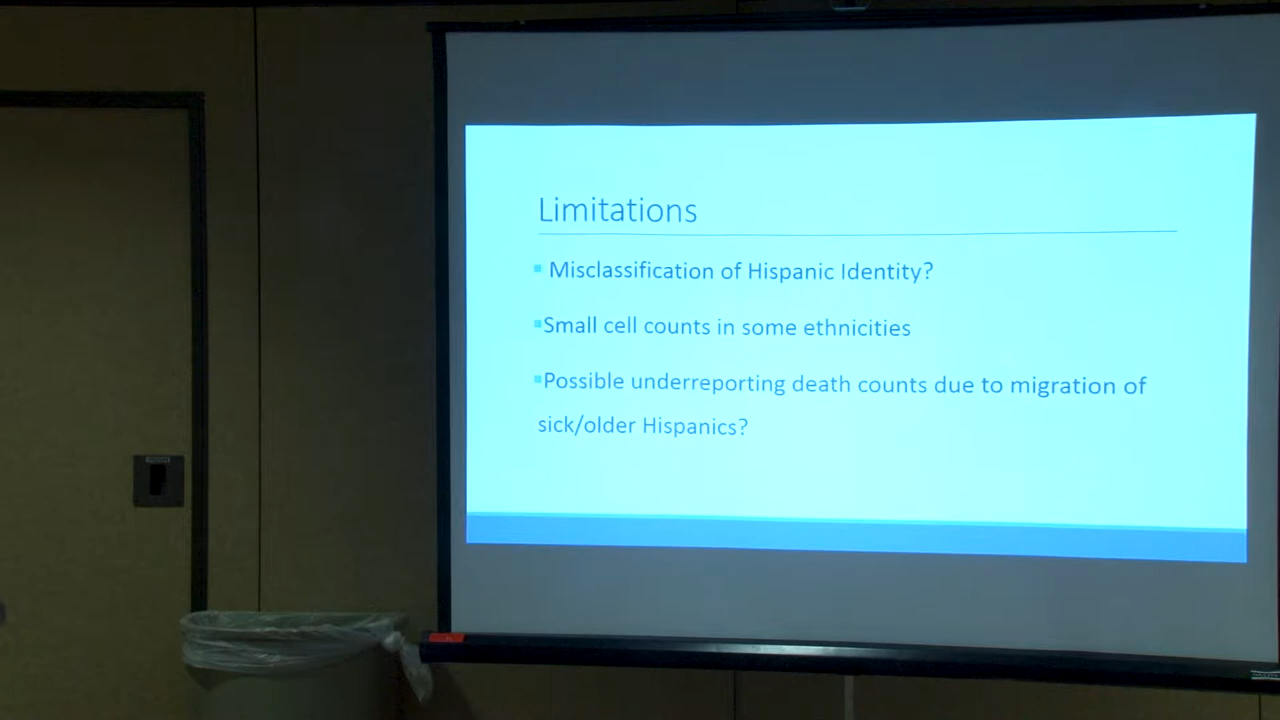 Limitations
▪ Misclassification of Hispanic Identity?
▪Small cell counts in some ethnicities
▪Possible underreporting death counts due to migration of
sick/older Hispanics?